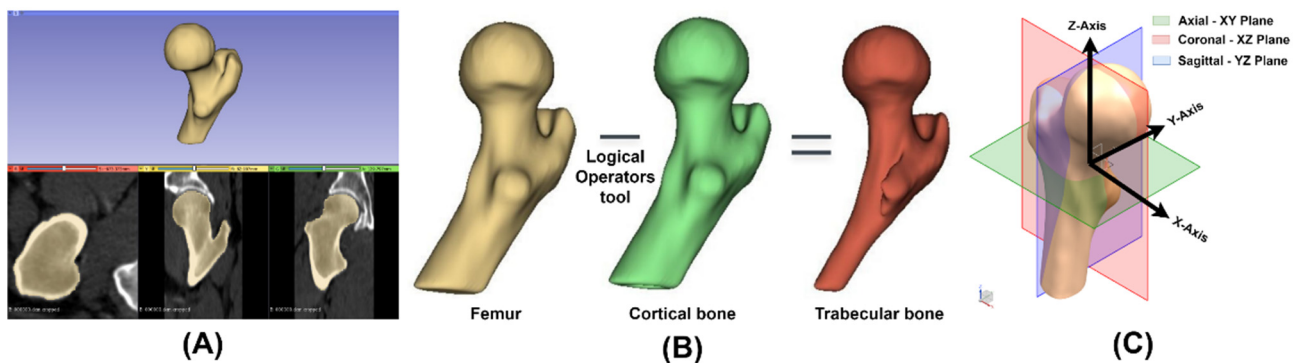 Logical
Operators
tool
Femur
Cortical bone
Trabecular bone
Z-Axis
Axial - XY Plane
Coronal - XZ Plane
Sagittal - YZ Plane
Y-Axis
X-Axis
(A)
(B)
(C)